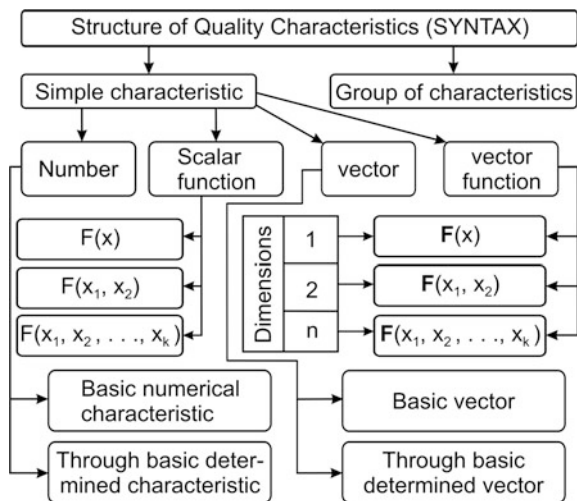 Structure of Quality Characteristics (SYNTAX)
Simple characteristic
Group of characteristics
Number
Scalar
function
vector
vector
function
F(x)
F(x₁, x₂)
F(x₁, x₂ , . . ., xₖ)
Dimensions
1
2
n
F(x)
F(x₁, x₂)
F(x₁, x₂, . . ., xₖ)
Basic numerical
characteristic
Basic vector
Through basic deter-
mined characteristic
Through basic
determined vector